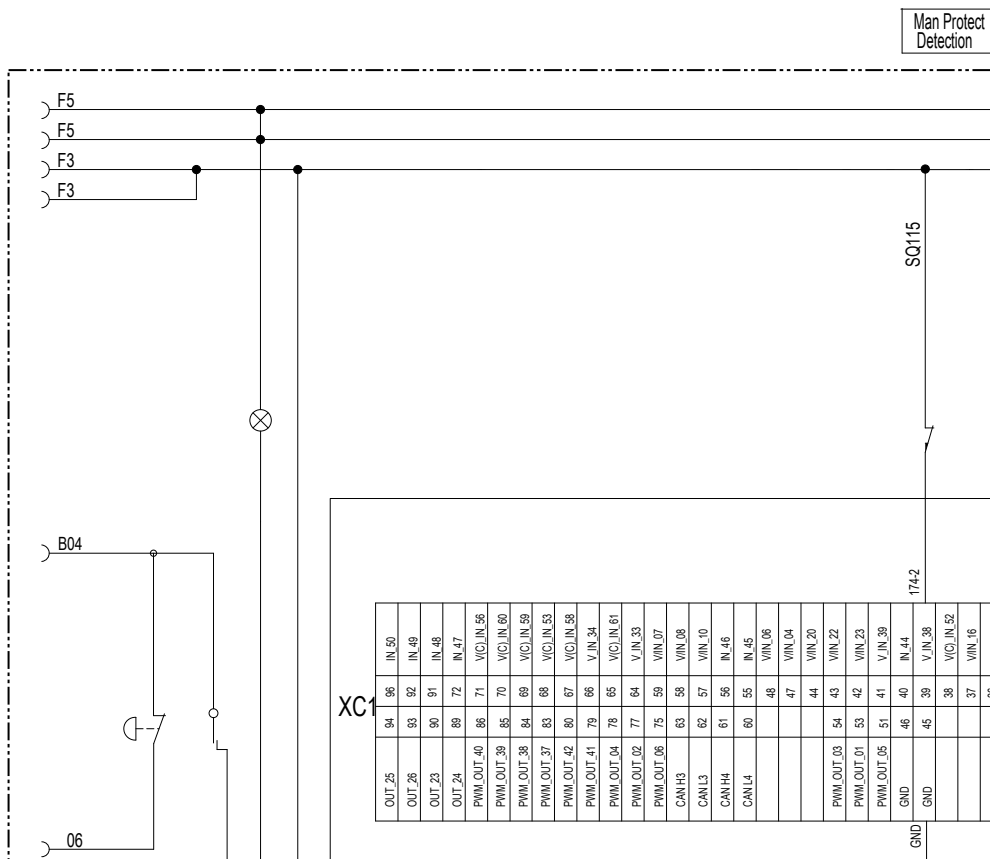 Man Protect
Detection
F5
F5
F3
F3
SQ115
B04
174-2
XC1
IN_50 IN_49 IN_48 IN_47 V(C)_IN_56 V(C)_IN_60 V(C)_IN_59 V(C)_IN_53 V(C)_IN_58 V_IN_34 V(C)_IN_61 V_IN_33 V/IN_07 V/IN_08 V/IN_10 IN_46 IN_45 V/IN_06 V/IN_04 V/IN_20 V/IN_22 V/IN_23 V_IN_39 IN_44 V_IN_38 V(C)_IN_52 V/IN_16
96 92 91 72 71 70 69 68 67 66 65 64 59 58 57 56 55 48 47 44 43 42 41 40 39 38 37
94 93 90 89 86 85 84 83 80 79 78 77 75 63 62 61 60 54 53 51 46 45
OUT_25 OUT_26 OUT_23 OUT_24 PWM_OUT_40 PWM_OUT_39 PWM_OUT_38 PWM_OUT_37 PWM_OUT_42 PWM_OUT_41 PWM_OUT_04 PWM_OUT_02 PWM_OUT_06 CAN H3 CAN L3 CAN H4 CAN L4 PWM_OUT_03 PWM_OUT_01 PWM_OUT_05 GND GND
06
GND